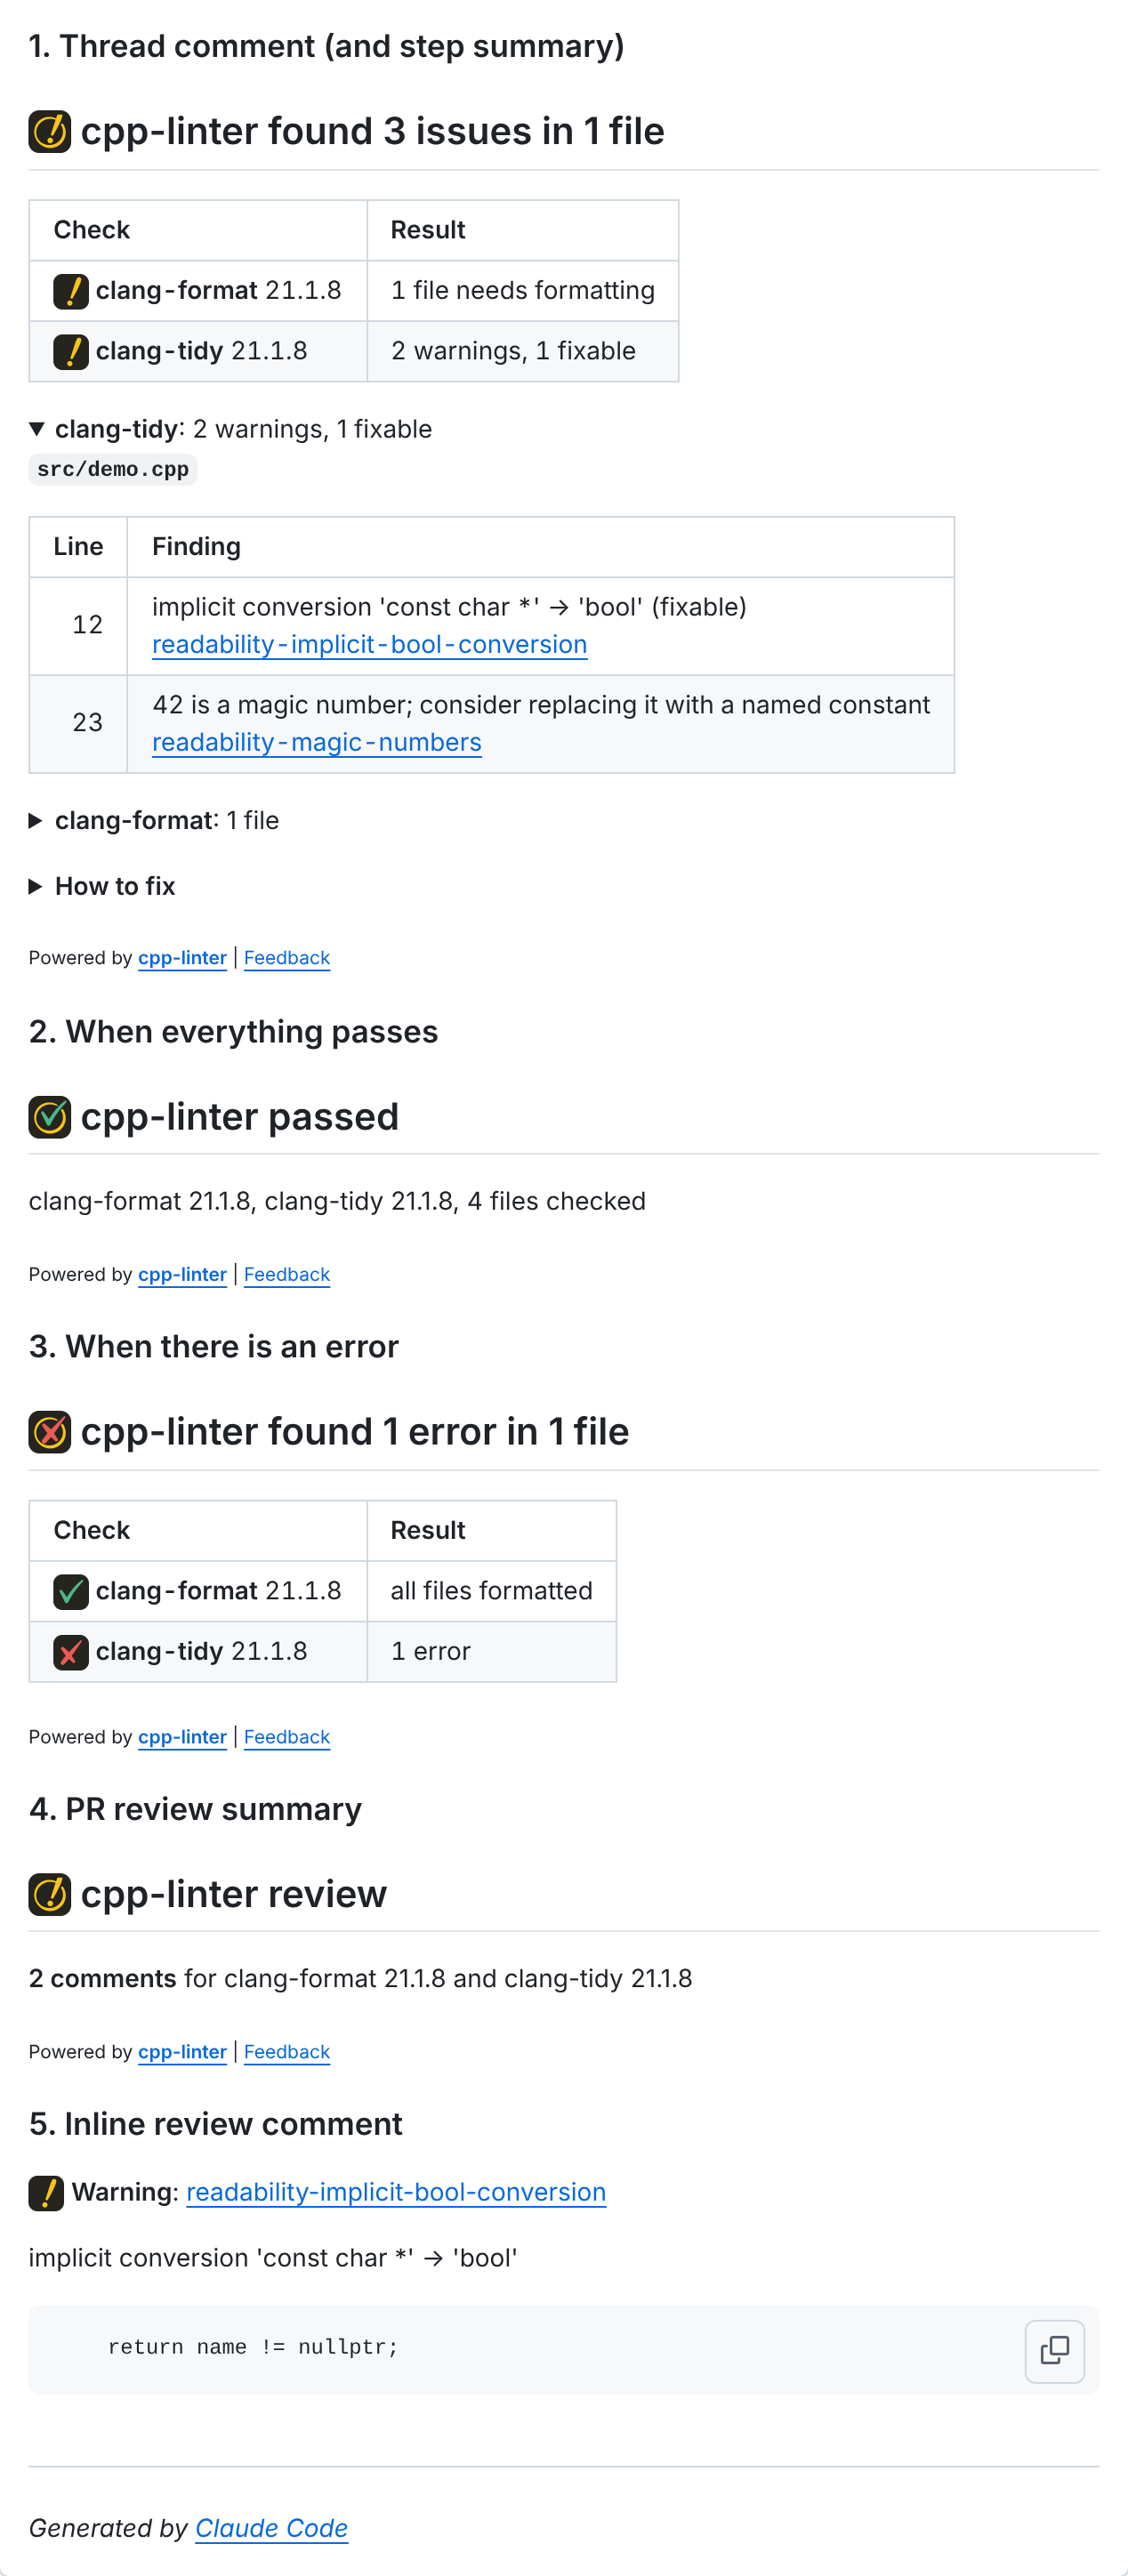 1. Thread comment (and step summary)
cpp-linter found 3 issues in 1 file
Check Result
clang-format 21.1.8 1 file needs formatting
clang-tidy 21.1.8 2 warnings, 1 fixable
clang-tidy: 2 warnings, 1 fixable
src/demo.cpp
Line Finding
12 implicit conversion 'const char *' → 'bool' (fixable)
readability-implicit-bool-conversion
23 42 is a magic number; consider replacing it with a named constant
readability-magic-numbers
clang-format: 1 file
How to fix
Powered by cpp-linter | Feedback
2. When everything passes
cpp-linter passed
clang-format 21.1.8, clang-tidy 21.1.8, 4 files checked
Powered by cpp-linter | Feedback
3. When there is an error
cpp-linter found 1 error in 1 file
Check Result
clang-format 21.1.8 all files formatted
clang-tidy 21.1.8 1 error
Powered by cpp-linter | Feedback
4. PR review summary
cpp-linter review
2 comments for clang-format 21.1.8 and clang-tidy 21.1.8
Powered by cpp-linter | Feedback
5. Inline review comment
Warning: readability-implicit-bool-conversion
implicit conversion 'const char *' → 'bool'
return name != nullptr;
Generated by Claude Code